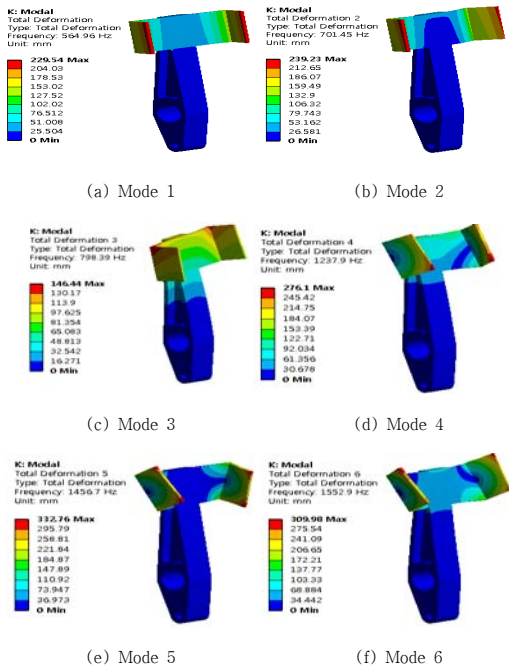 K: Modal
Total Deformation
Type: Total Deformation
Frequency: 564.96 Hz
Unit: mm
229.54 Max
204.03
178.53
153.02
127.52
102.02
76.512
51.008
25.504
0 Min
(a) Mode 1
K: Modal
Total Deformation 2
Type: Total Deformation
Frequency: 701.45 Hz
Unit: mm
239.23 Max
212.65
186.07
159.49
132.9
106.32
79.743
53.162
26.581
0 Min
(b) Mode 2
K: Modal
Total Deformation 3
Type: Total Deformation
Frequency: 798.39 Hz
Unit: mm
146.44 Max
130.17
113.9
97.625
81.354
65.083
48.813
32.542
16.271
0 Min
(c) Mode 3
K: Modal
Total Deformation 4
Type: Total Deformation
Frequency: 1237.9 Hz
Unit: mm
276.1 Max
245.42
214.75
184.07
153.39
122.71
92.034
61.356
30.678
0 Min
(d) Mode 4
K: Modal
Total Deformation 5
Type: Total Deformation
Frequency: 1456.7 Hz
Unit: mm
332.76 Max
295.79
258.81
221.84
184.87
147.89
110.92
73.947
36.973
0 Min
(e) Mode 5
K: Modal
Total Deformation 6
Type: Total Deformation
Frequency: 1552.9 Hz
Unit: mm
309.98 Max
275.54
241.09
206.65
172.21
137.77
103.33
68.884
34.442
0 Min
(f) Mode 6